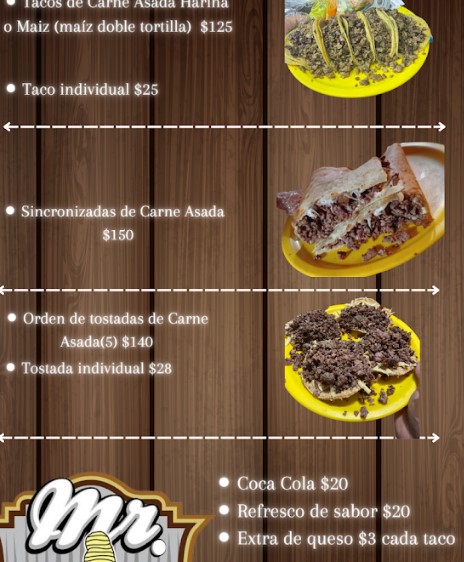 Tacos de Carne Asada Harina
o Maiz (maíz doble tortilla) $125
Taco individual $25
Sincronizadas de Carne Asada
$150
Orden de tostadas de Carne
Asada(5) $140
Tostada individual $28
Mr.
Coca Cola $20
Refresco de sabor $20
Extra de queso $3 cada taco